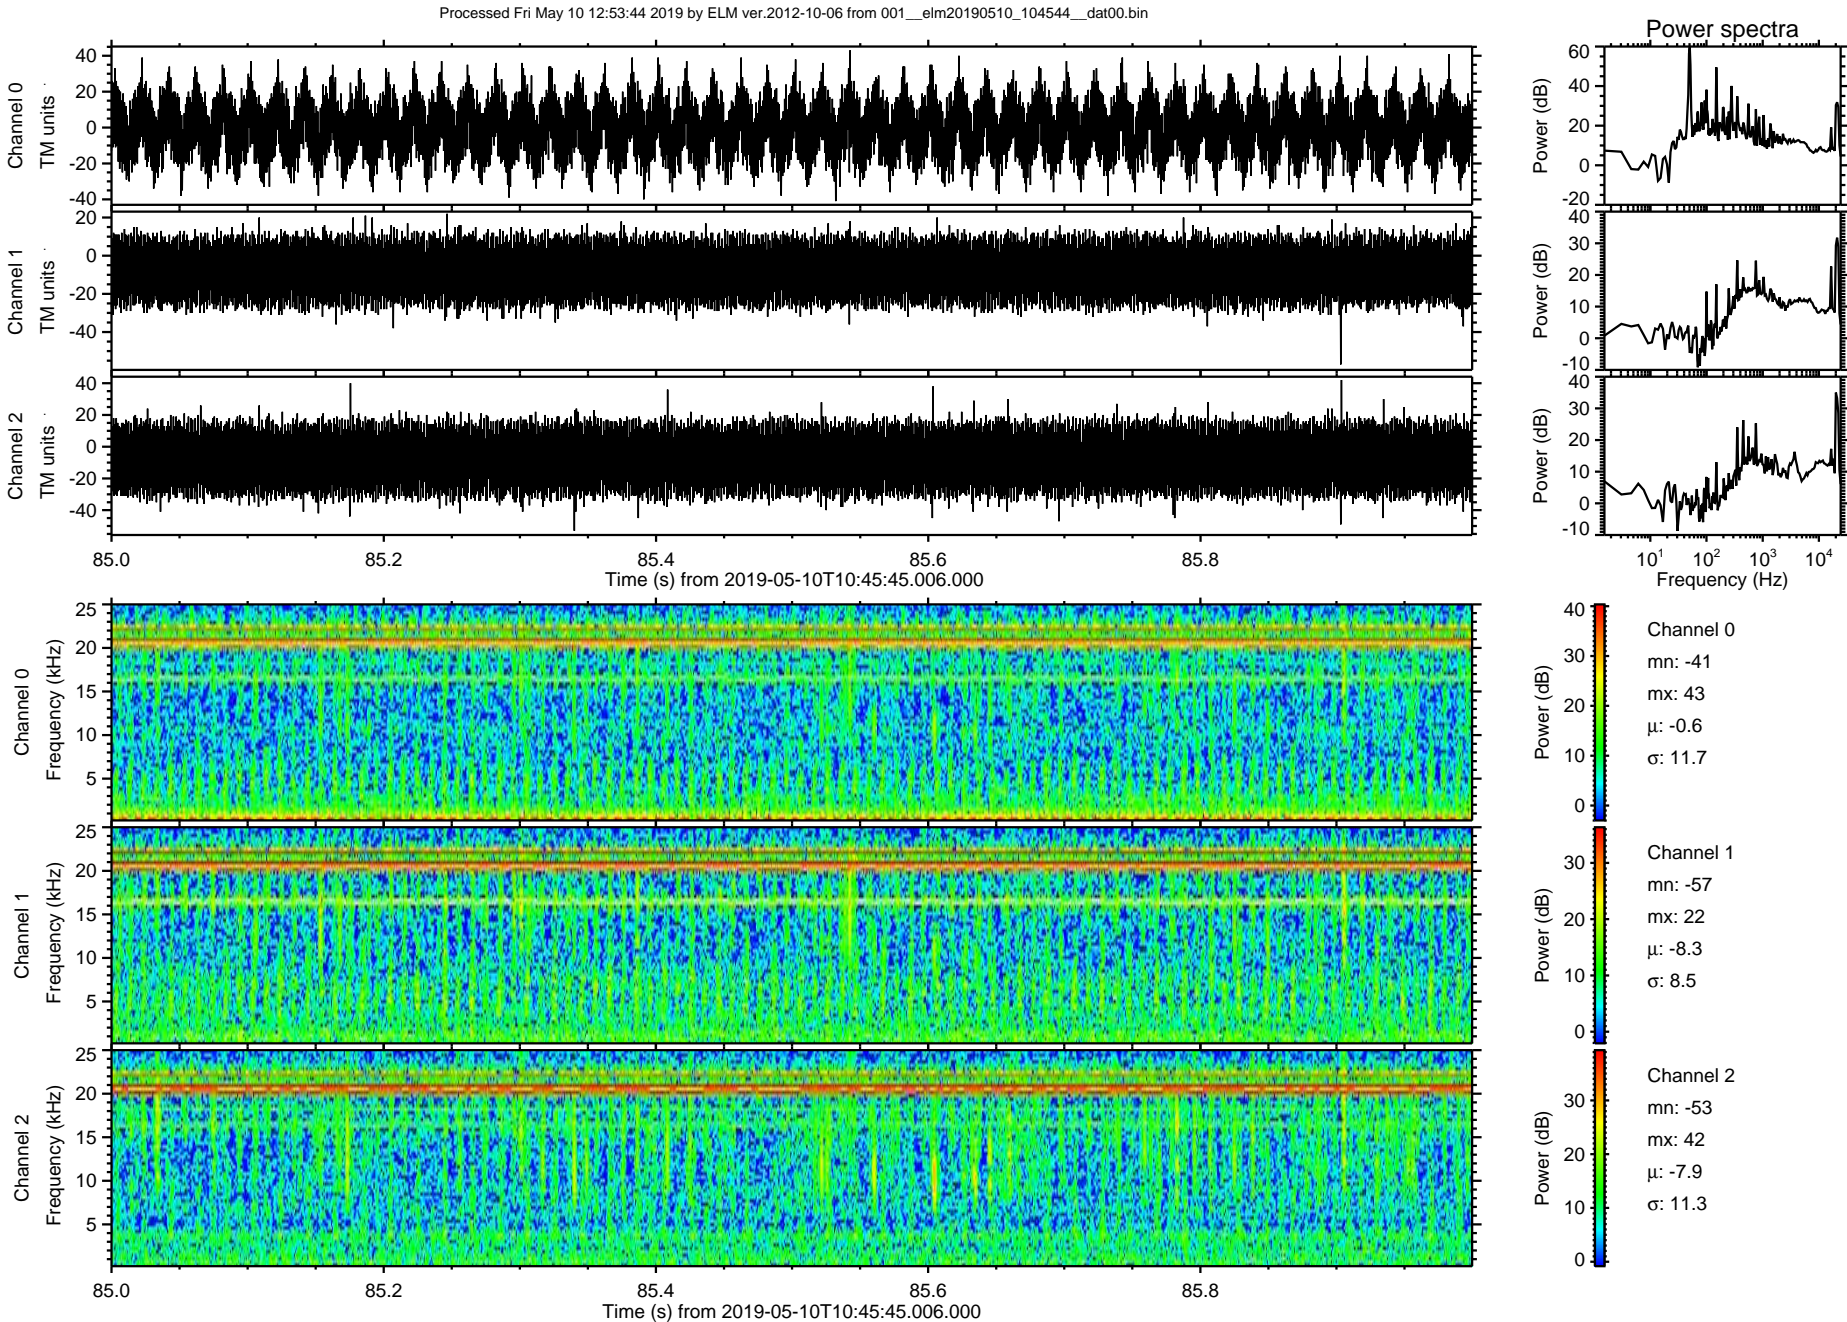 Processed Fri May 10 12:53:44 2019 by ELM ver.2012-10-06 from 001__elm20190510_104544__dat00.bin
Power spectra
Channel 0
TM units
40
20
0
-20
-40
Power (dB)
60
40
20
0
-20
Channel 1
TM units
20
0
-20
-40
Power (dB)
40
30
20
10
0
-10
Channel 2
TM units
40
20
0
-20
-40
Power (dB)
40
30
20
10
0
-10
85.0 85.2 85.4 85.6 85.8
Time (s) from 2019-05-10T10:45:45.006.000
10¹ 10² 10³ 10⁴
Frequency (Hz)
Channel 0
Frequency (kHz)
25
20
15
10
5
Power (dB)
40
30
20
10
0
Channel 0
mn: -41
mx: 43
μ: -0.6
σ: 11.7
Channel 1
Frequency (kHz)
25
20
15
10
5
Power (dB)
30
20
10
0
Channel 1
mn: -57
mx: 22
μ: -8.3
σ: 8.5
Channel 2
Frequency (kHz)
25
20
15
10
5
Power (dB)
30
20
10
0
Channel 2
mn: -53
mx: 42
μ: -7.9
σ: 11.3
85.0 85.2 85.4 85.6 85.8
Time (s) from 2019-05-10T10:45:45.006.000